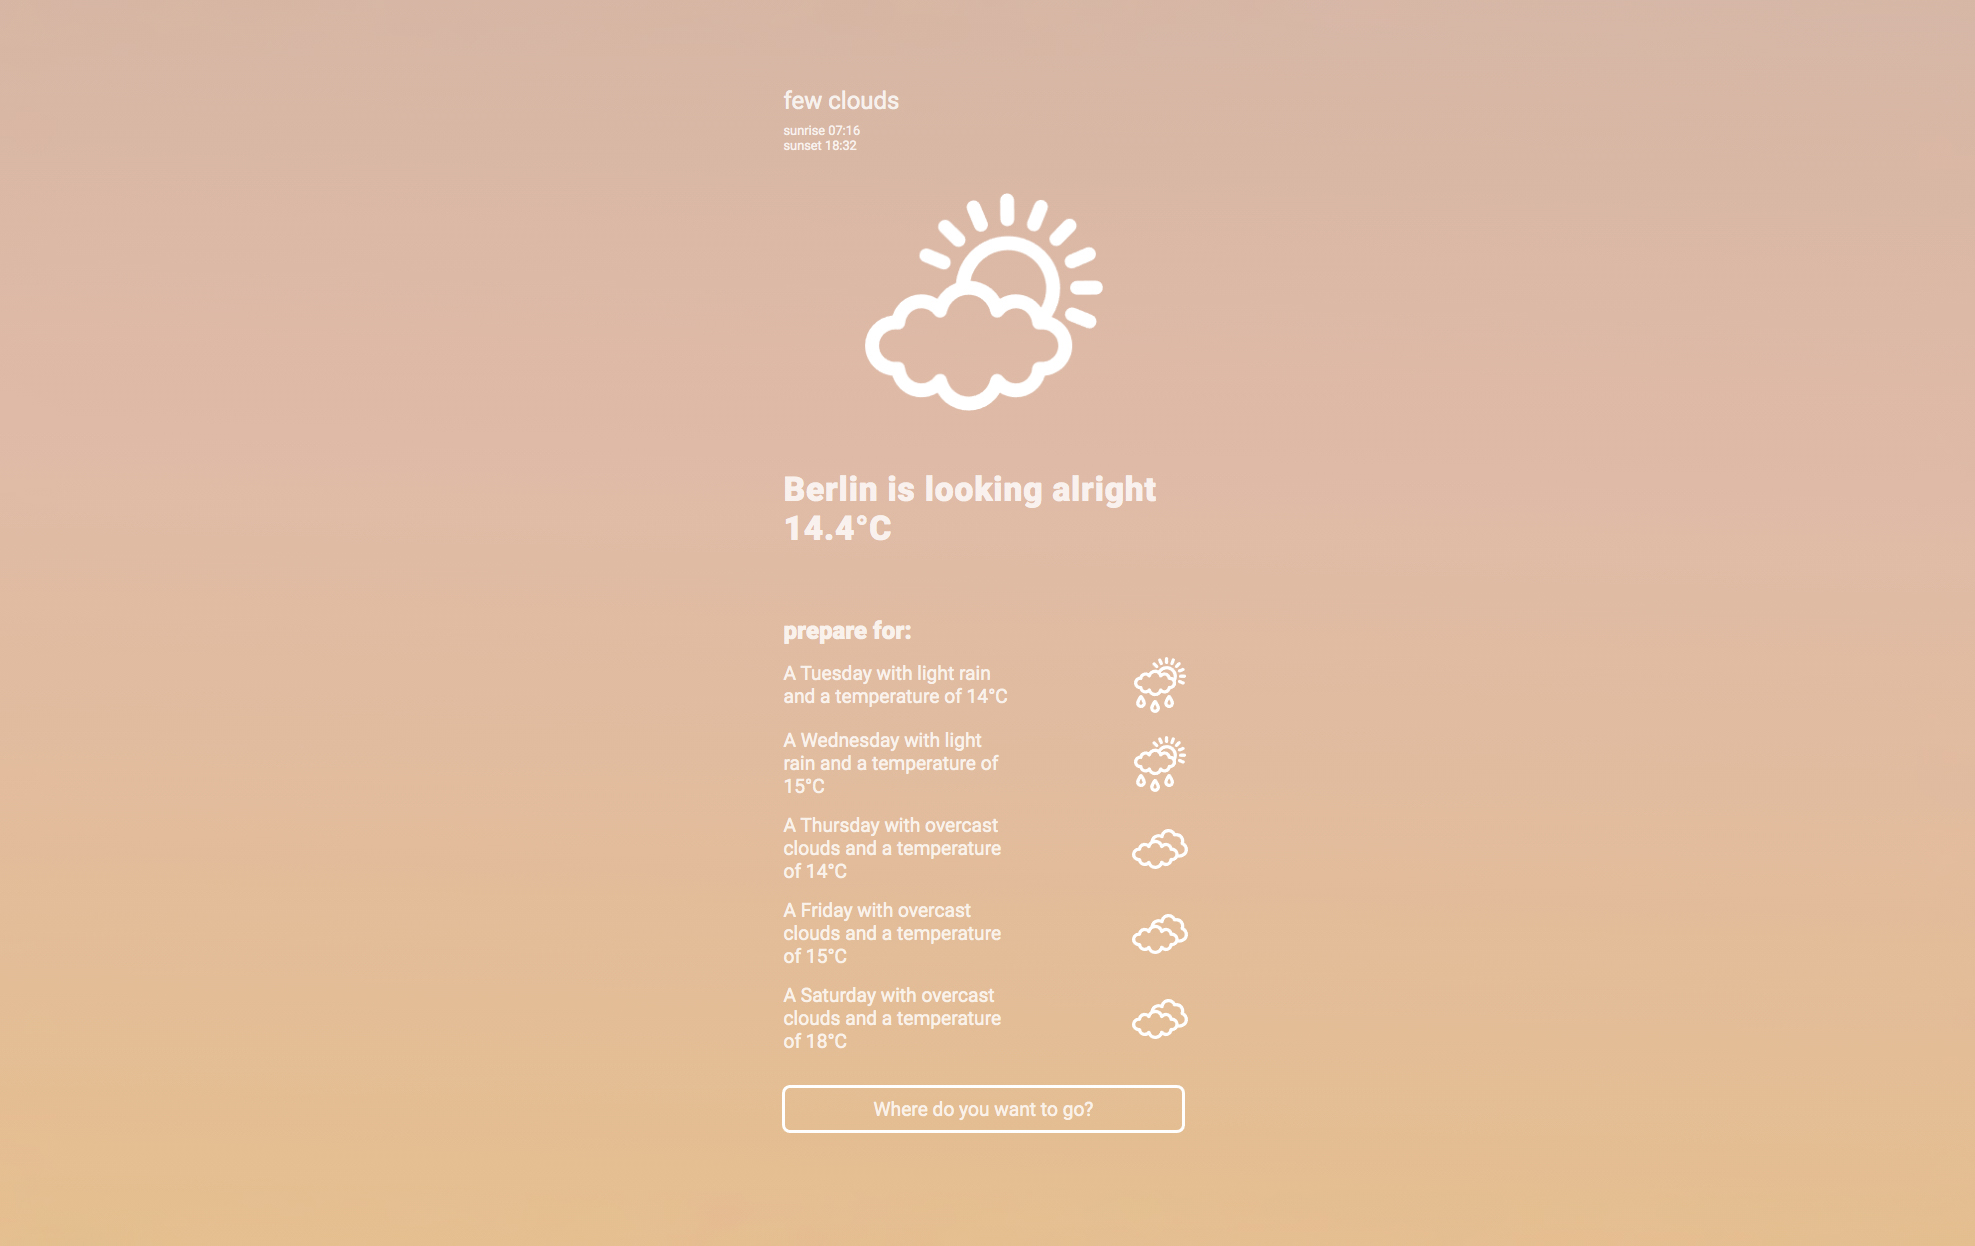 few clouds
sunrise 07:16
sunset 18:32
Berlin is looking alright
14.4°C
prepare for:
A Tuesday with light rain
and a temperature of 14°C
A Wednesday with light
rain and a temperature of
15°C
A Thursday with overcast
clouds and a temperature
of 14°C
A Friday with overcast
clouds and a temperature
of 15°C
A Saturday with overcast
clouds and a temperature
of 18°C
Where do you want to go?